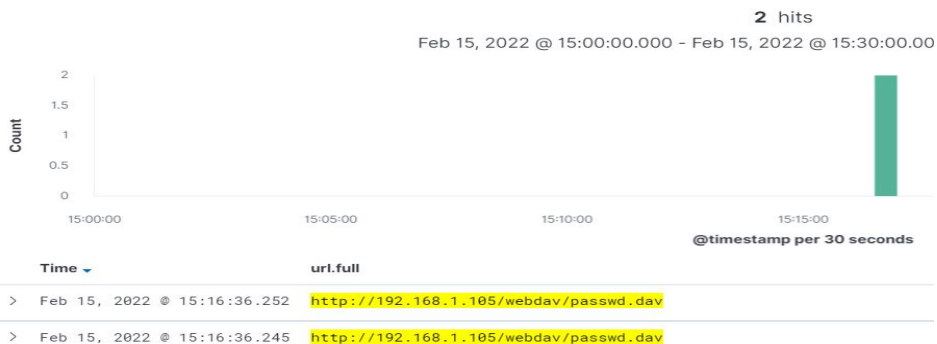 2 hits
Feb 15, 2022 @ 15:00:00.000 - Feb 15, 2022 @ 15:30:00.00
Count
2
1.5
1
0.5
0
15:00:00 15:05:00 15:10:00 15:15:00
@timestamp per 30 seconds
Time url.full
> Feb 15, 2022 @ 15:16:36.252 http://192.168.1.105/webdav/passwd.dav
> Feb 15, 2022 @ 15:16:36.245 http://192.168.1.105/webdav/passwd.dav